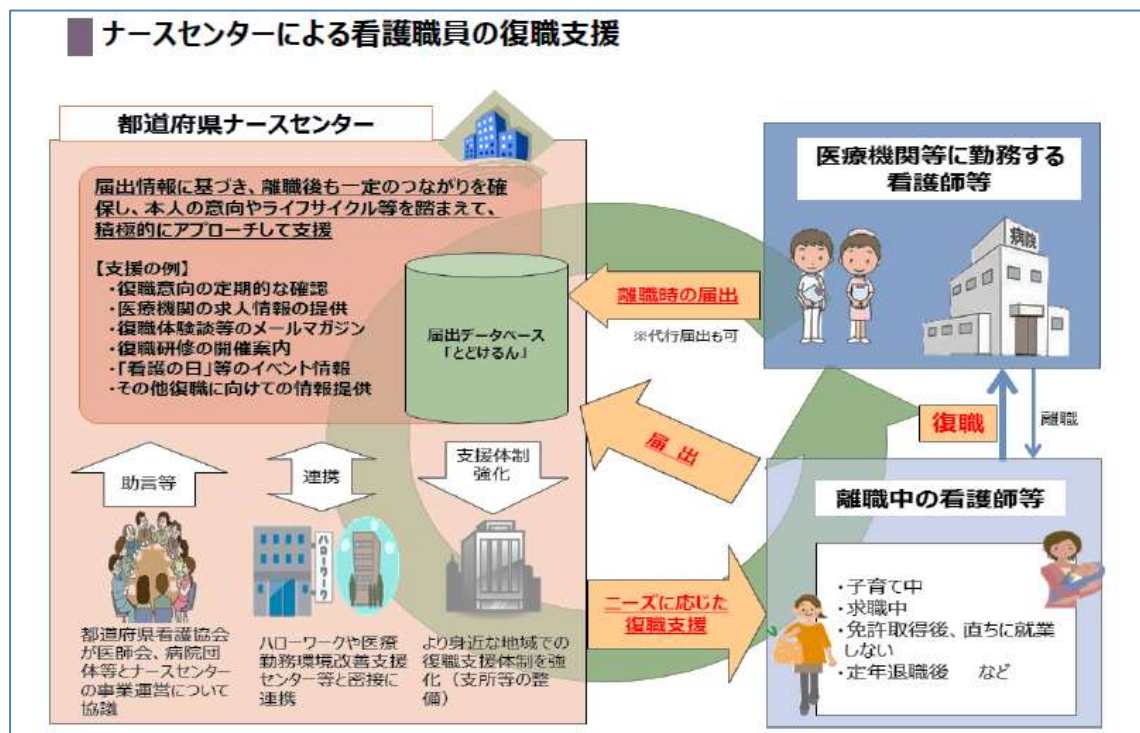 ナースセンターによる看護職員の復職支援
都道府県ナースセンター
届出情報に基づき、離職後も一定のつながりを確
保し、本人の意向やライフサイクル等を踏まえて、
積極的にアプローチして支援
【支援の例】
・復職意向の定期的な確認
・医療機関の求人情報の提供
・復職体験談等のメールマガジン
・復職研修の開催案内
・「看護の日」等のイベント情報
・その他復職に向けての情報提供
届出データベース
「とどけるん」
助言等
連携
支援体制
強化
ハローワーク
都道府県看護協会
が医師会、病院団
体等とナースセンター
の事業運営について
協議
ハローワークや医療
勤務環境改善支援
センター等と密接に
連携
より身近な地域での
復職支援体制を強
化（支所等の整
備）
離職時の届出
※代行届出も可
届 出
ニーズに応じた
復職支援
医療機関等に勤務する
看護師等
病院
復職
離職
離職中の看護師等
・子育て中
・求職中
・免許取得後、直ちに就業
しない
・定年退職後 など